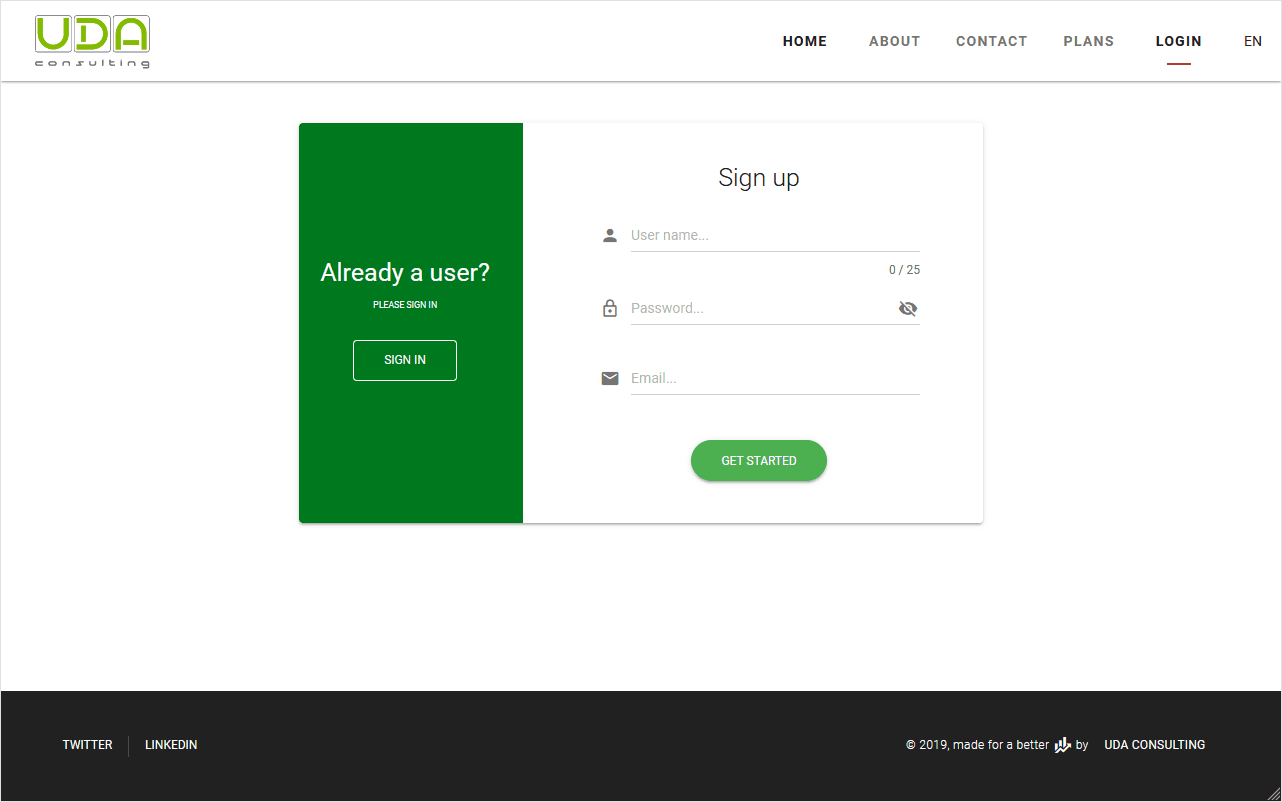 UDA
consulting
HOME ABOUT CONTACT PLANS LOGIN EN
Already a user?
PLEASE SIGN IN
SIGN IN
Sign up
User name...
0 / 25
Password...
Email...
GET STARTED
TWITTER LINKEDIN
© 2019, made for a better by UDA CONSULTING